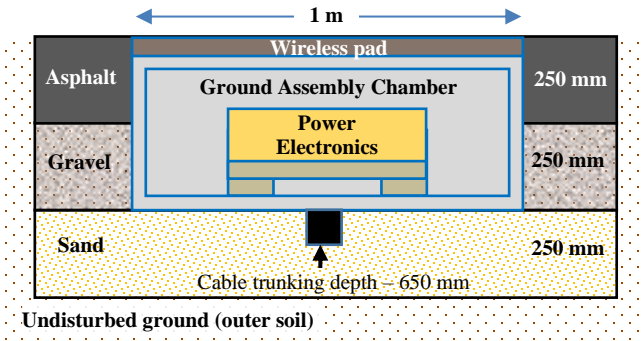 1 m
Wireless pad
Asphalt
Ground Assembly Chamber
250 mm
Power
Electronics
Gravel
250 mm
Sand
250 mm
Cable trunking depth – 650 mm
Undisturbed ground (outer soil)